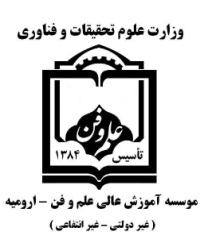 وزارت علوم تحقیقات و فناوری
علم و فن
تأسیس
۱۳۸۴
موسسه آموزش عالی علم و فن - ارومیه
( غیر دولتی - غیر انتفاعی )